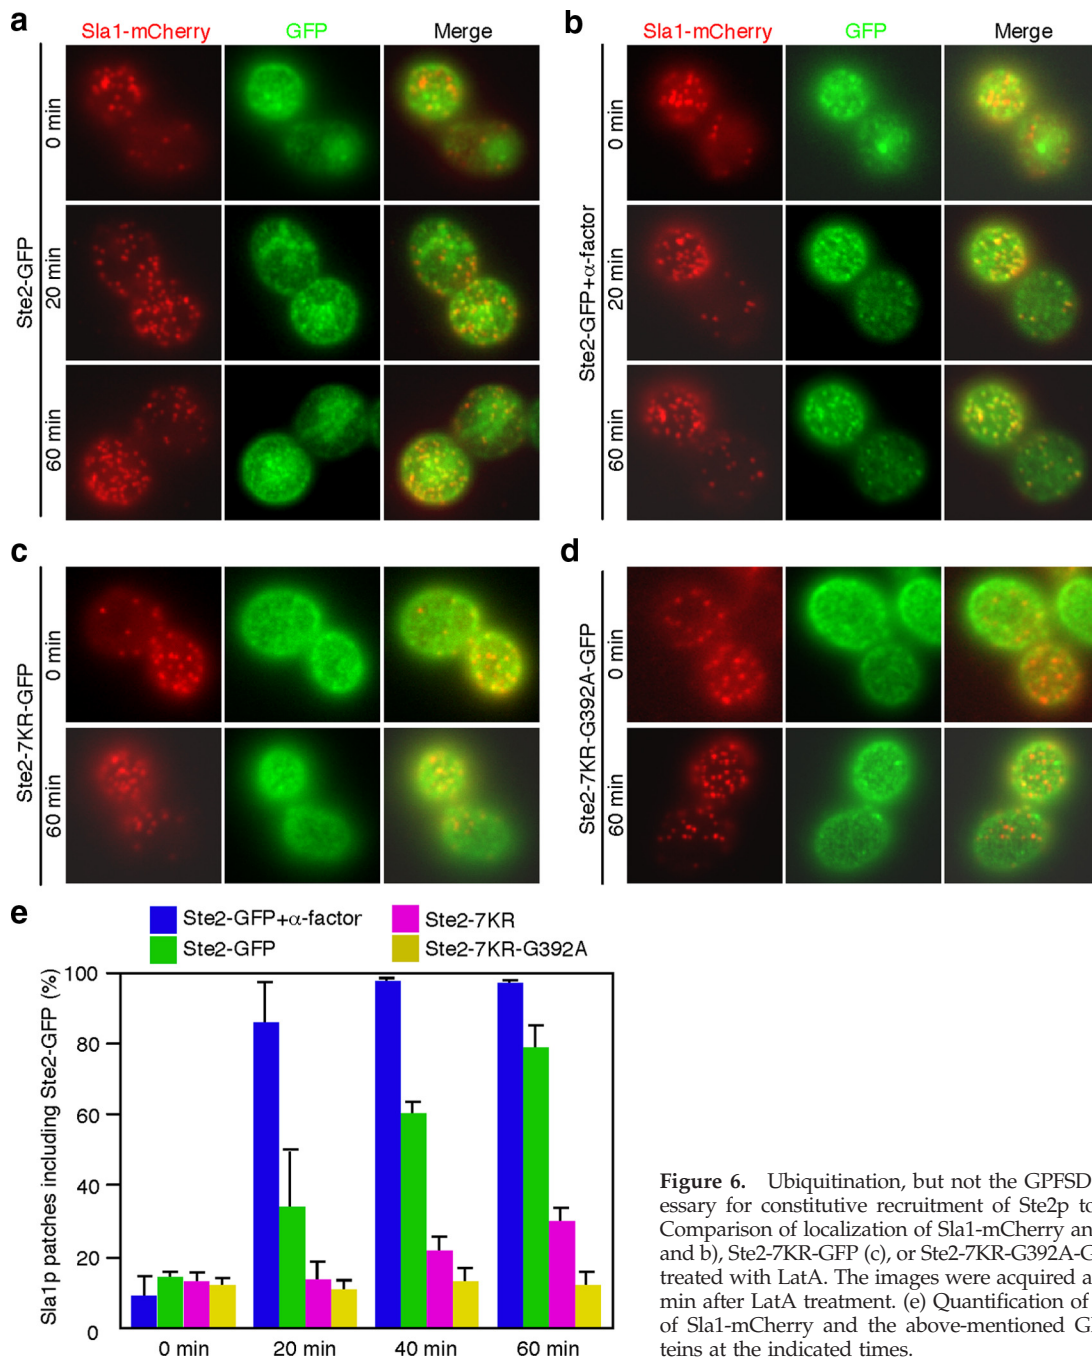 a
Sla1-mCherry GFP Merge
Ste2-GFP
0 min
20 min
60 min
b
Sla1-mCherry GFP Merge
Ste2-GFP+α-factor
0 min
20 min
60 min
c
Ste2-7KR-GFP
0 min
60 min
d
Ste2-7KR-G392A-GFP
0 min
60 min
e
Ste2-GFP+α-factor
Ste2-GFP
Ste2-7KR
Ste2-7KR-G392A
Sla1p patches including Ste2-GFP (%)
100
80
60
40
20
0
0 min 20 min 40 min 60 min
Figure 6. Ubiquitination, but not the GPFSD
essary for constitutive recruitment of Ste2p to
Comparison of localization of Sla1-mCherry an
and b), Ste2-7KR-GFP (c), or Ste2-7KR-G392A-G
treated with LatA. The images were acquired a
min after LatA treatment. (e) Quantification of
of Sla1-mCherry and the above-mentioned G
teins at the indicated times.